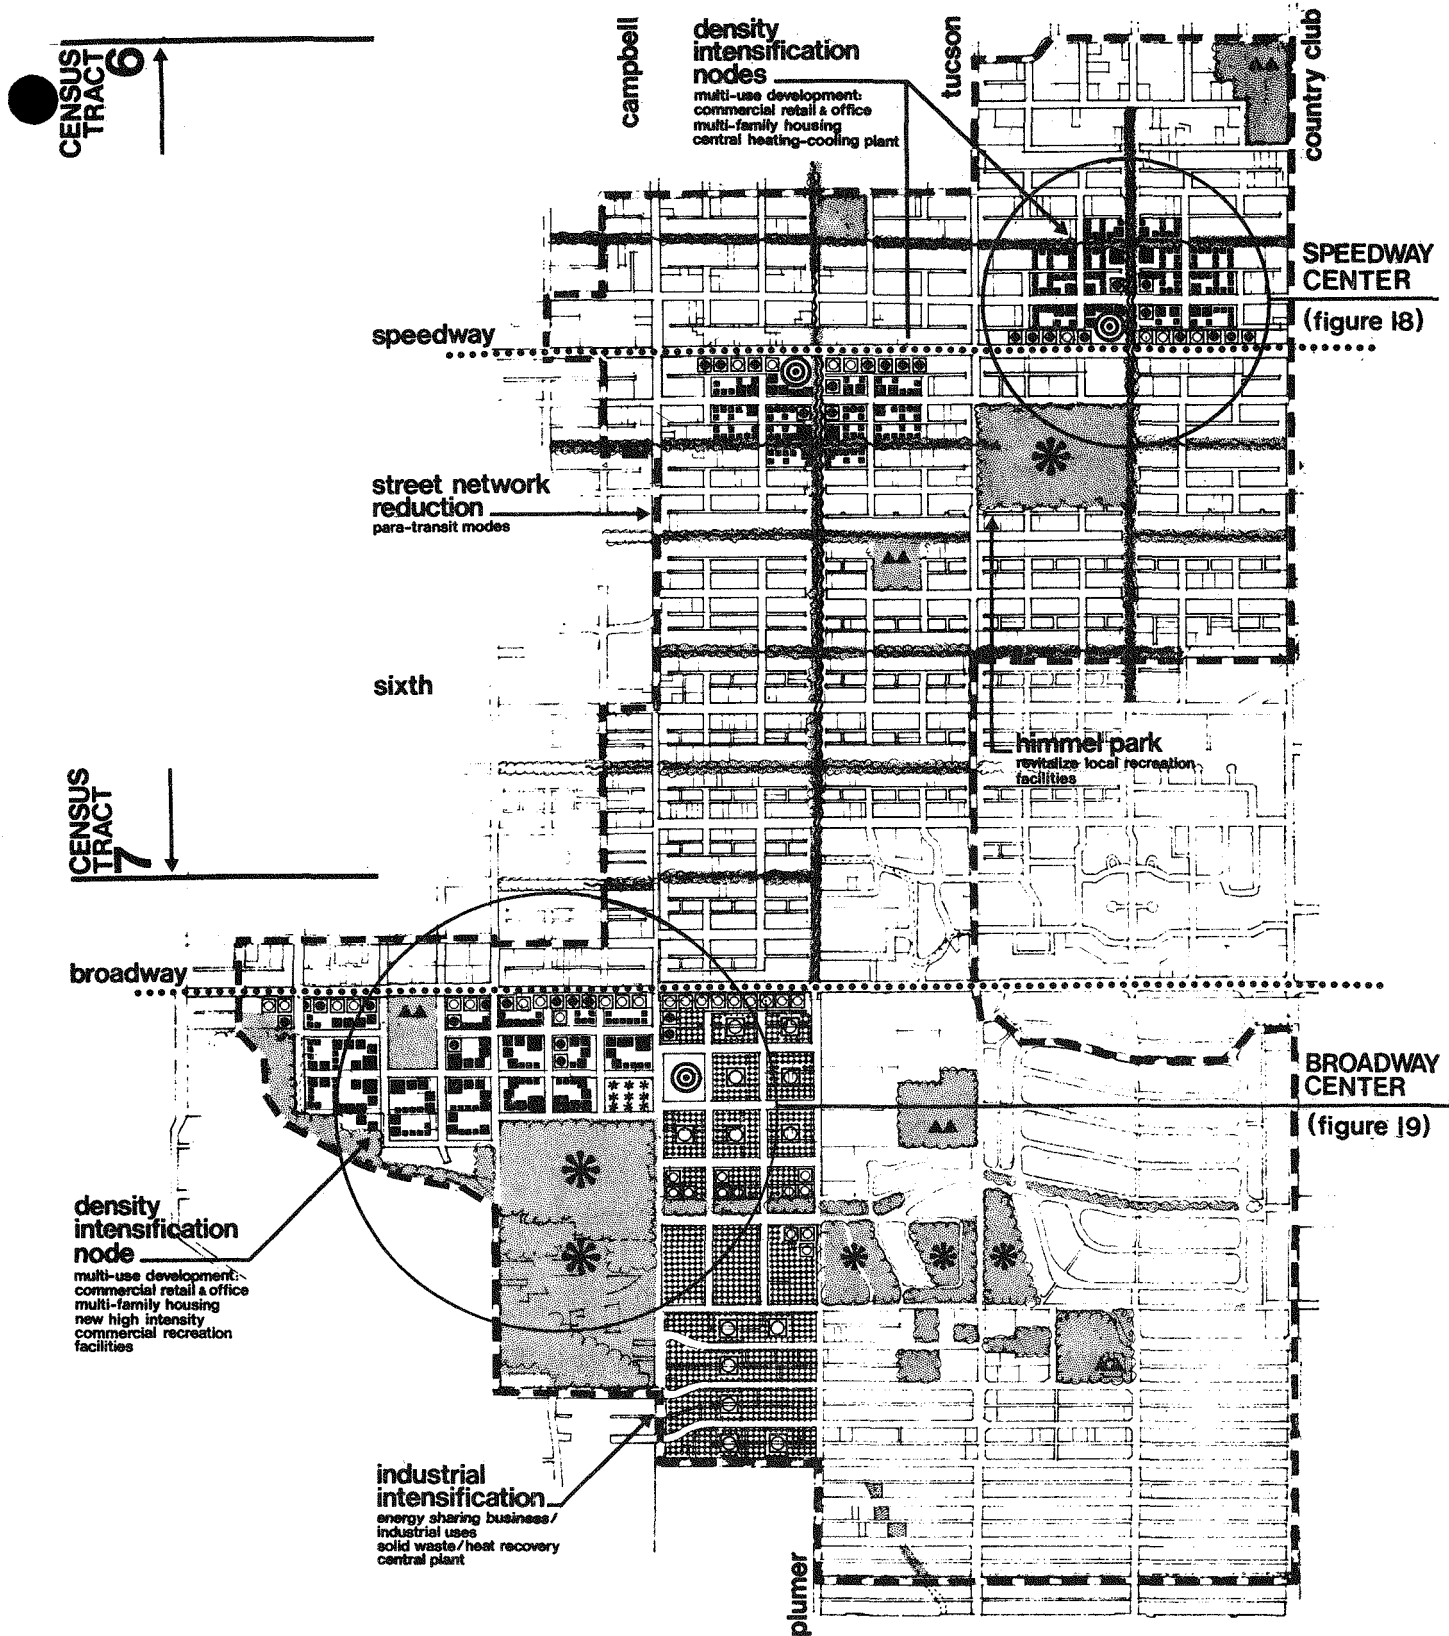 CENSUS
TRACT
6
campbell
density
intensification
nodes
multi-use development:
commercial retail & office
multi-family housing
central heating-cooling plant
tucson
country club
SPEEDWAY
CENTER
(figure 18)
speedway
street network
reduction
para-transit modes
sixth
himmel park
revitalize local recreation
facilities
CENSUS
TRACT
7
broadway
BROADWAY
CENTER
(figure 19)
density
intensification
node
multi-use development:
commercial retail & office
multi-family housing
new high intensity
commercial recreation
facilities
industrial
intensification
energy sharing business/
industrial uses
solid waste/heat recovery
central plant
plumer